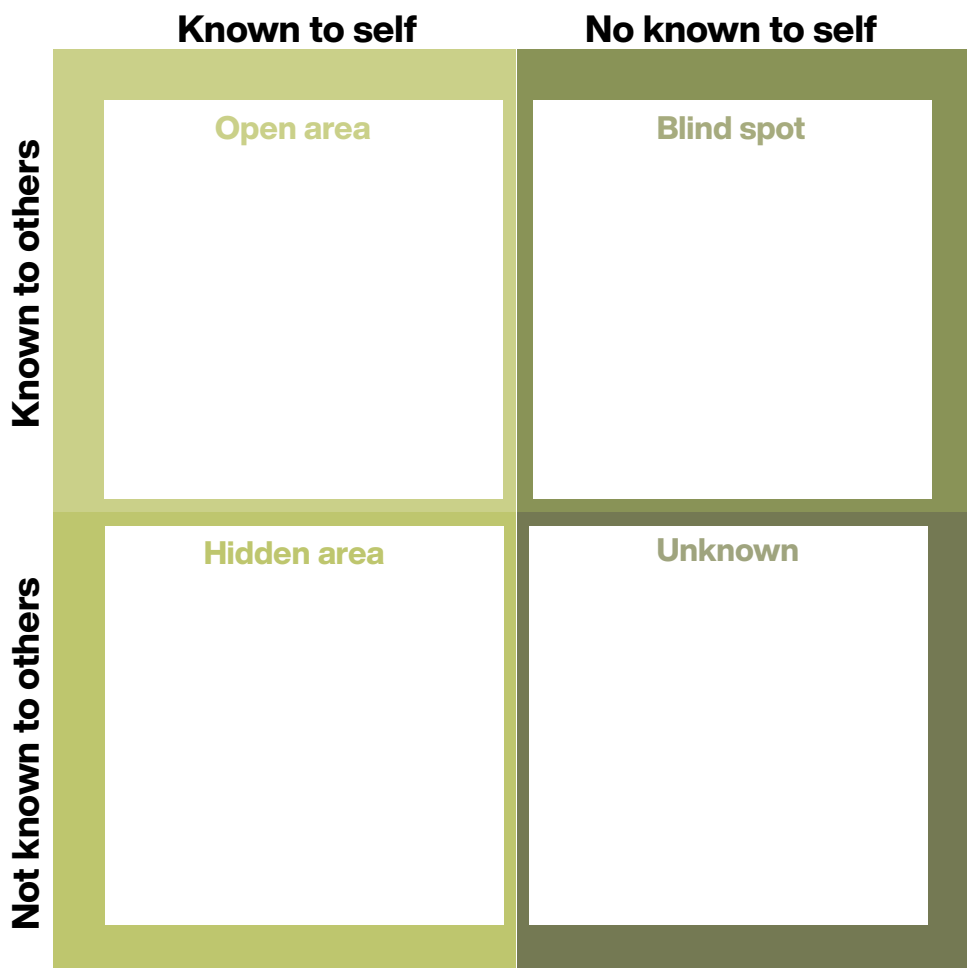 Known to self
No known to self
Known to others
Open area
Blind spot
Not known to others
Hidden area
Unknown